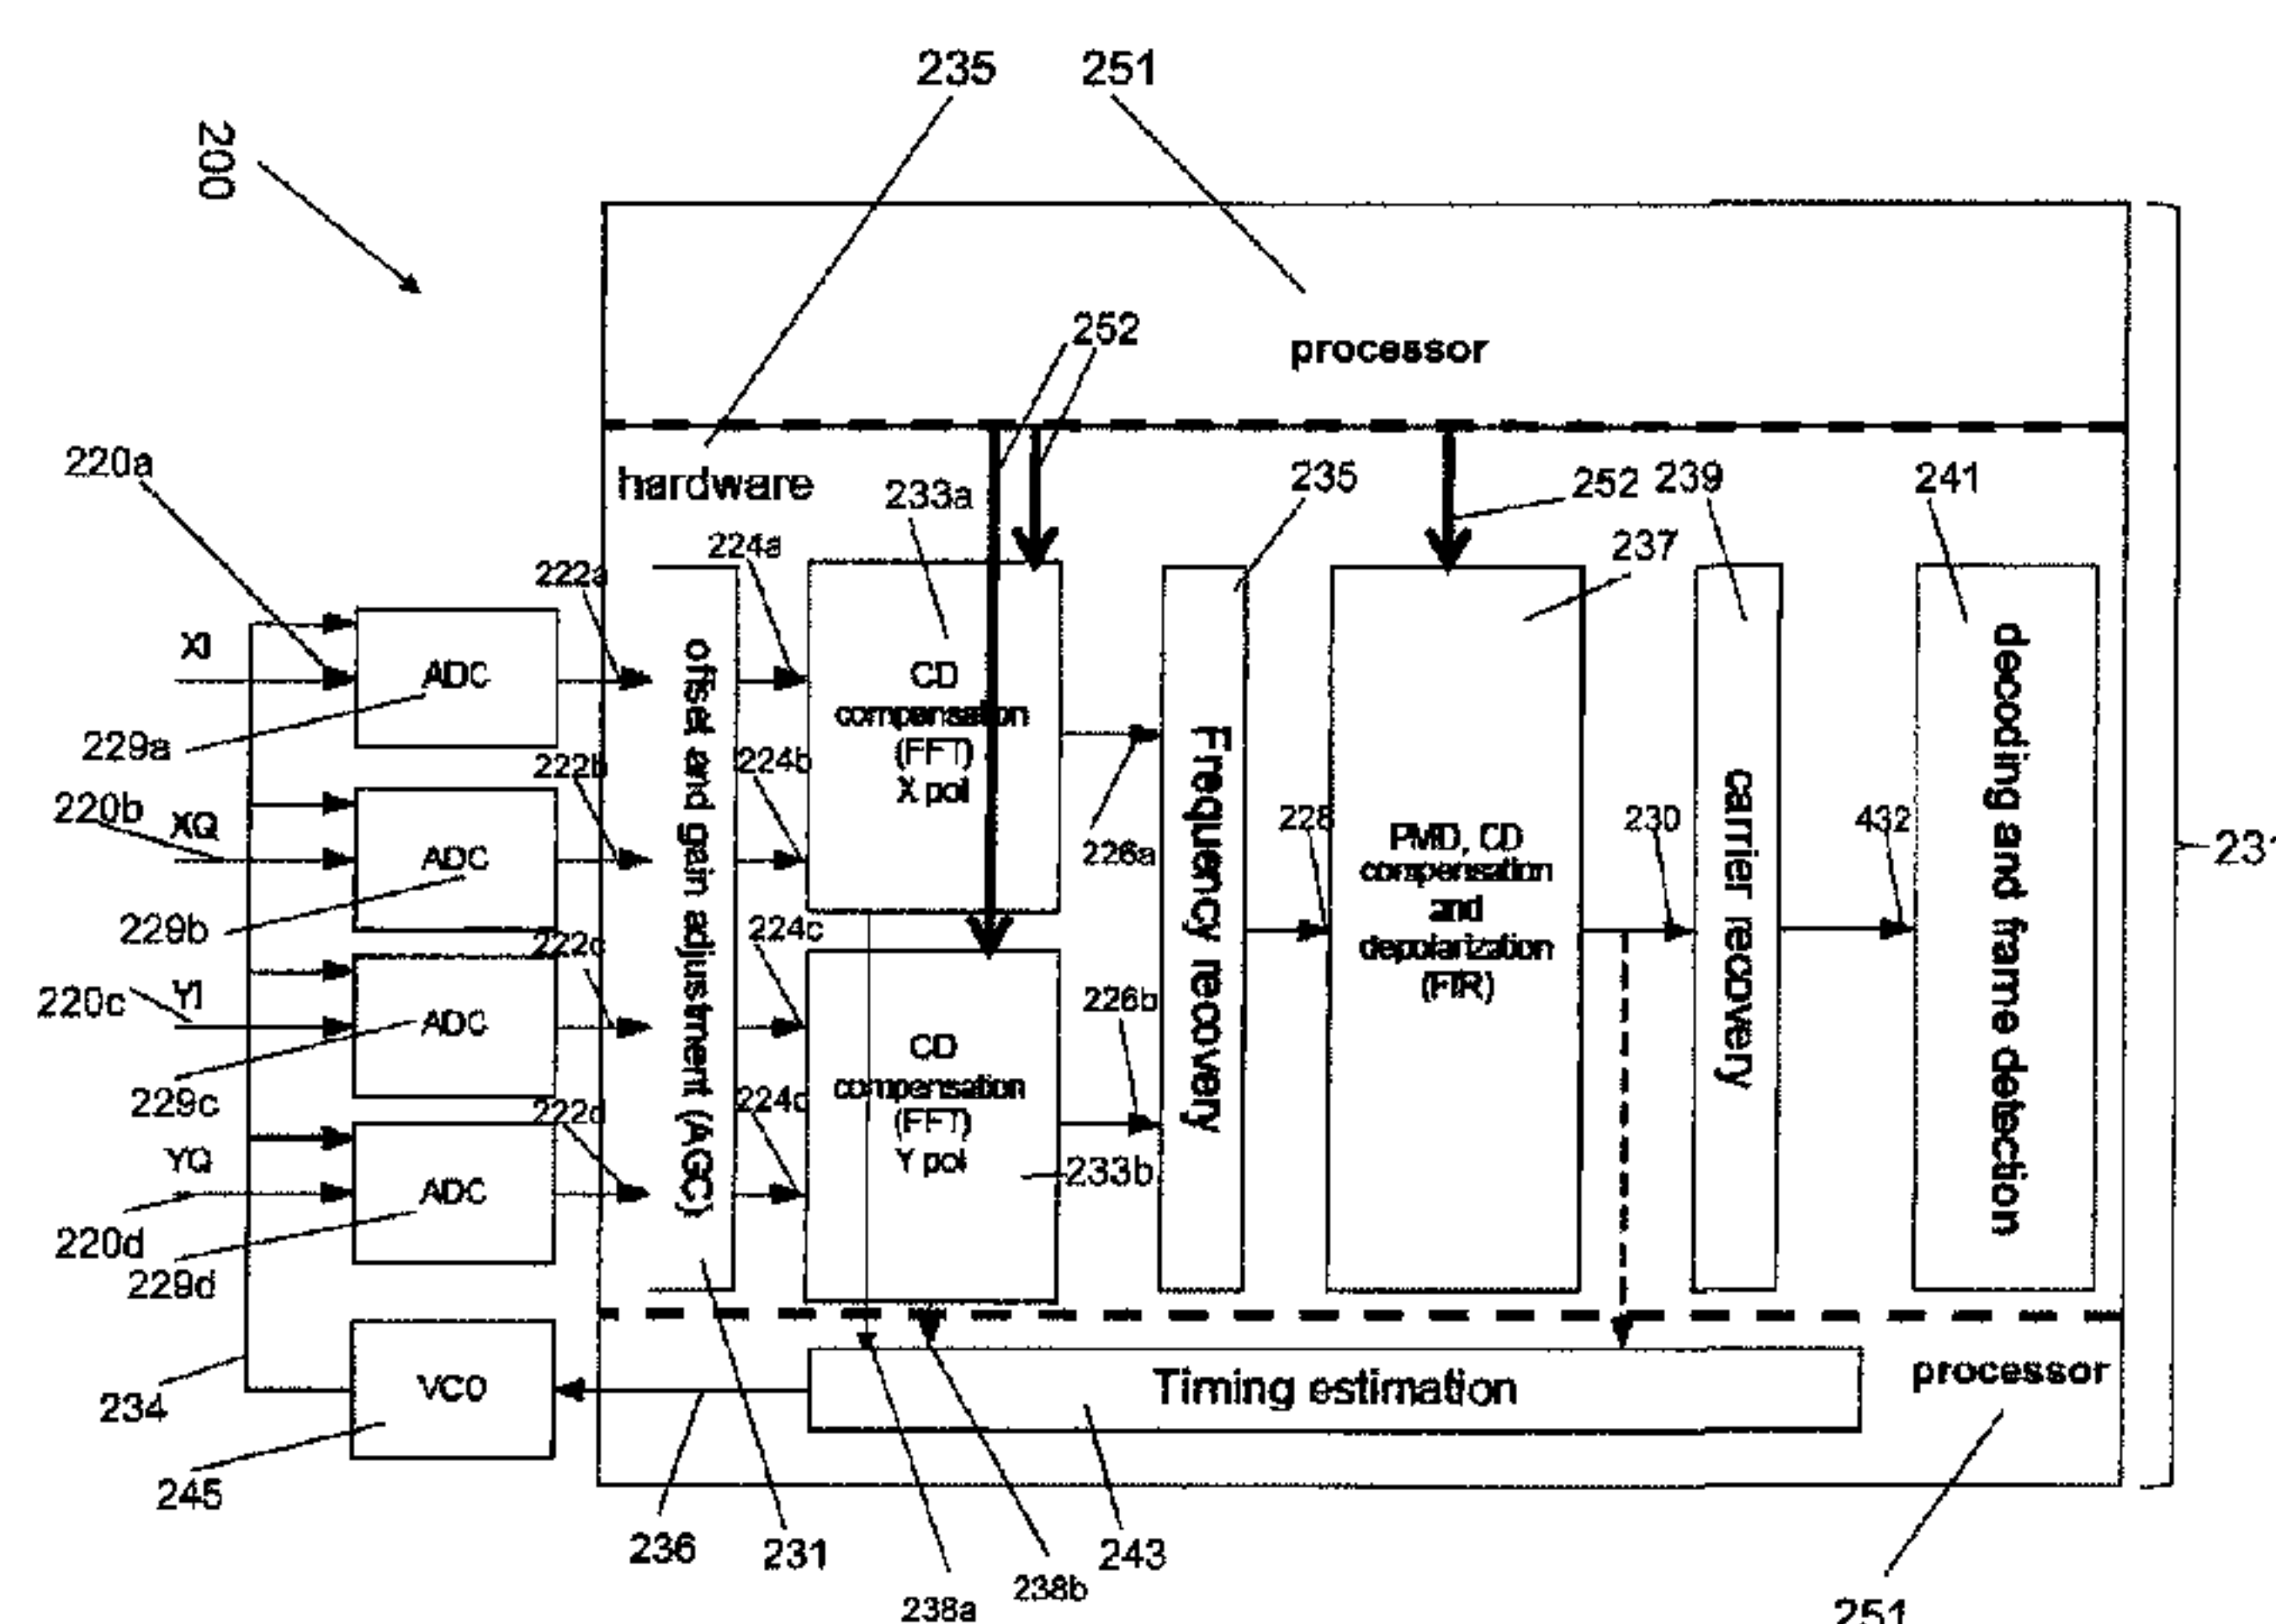 235
251
200
252
processor
220a
hardware
233a
235
252
239
241
224a
237
222a
XI
ADC
229a
CD
compensation
(FFT)
X pol
offset and gain adjustment (AGC)
Frequency recovery
carrier recovery
decoding and frame detection
222b
224b
220b
XQ
ADC
226a
228
PMD, CD
compensation
and
depolarization
(FIR)
230
432
231
229b
222c
224c
220c
YI
ADC
226b
CD
compensation
(FFT)
Y pol
229c
222d
224d
YQ
ADC
233b
220d
229d
VCO
Timing estimation
processor
234
245
236
231
243
238a
238b
251